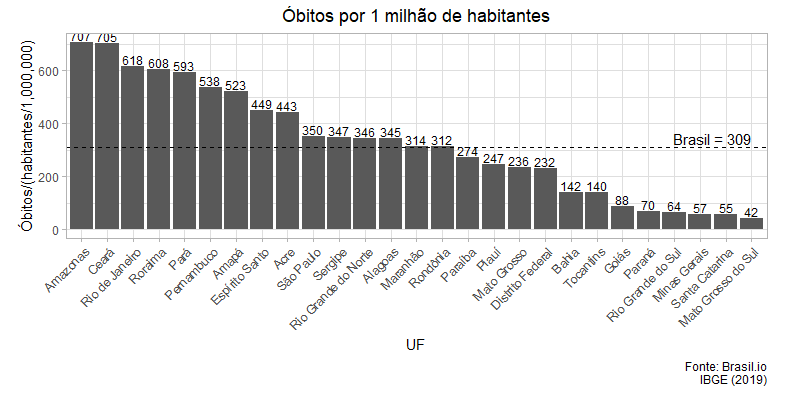 Óbitos por 1 milhão de habitantes
Óbitos/(habitantes/1,000,000)
600
400
200
0
707 705 618 608 593 538 523 449 443 350 347 346 345 314 312 274 247 236 232 142 140 88 70 64 57 55 42
Brasil = 309
Amazonas
Ceará
Rio de Janeiro
Roraima
Pará
Pernambuco
Amapá
Espírito Santo
Acre
São Paulo
Sergipe
Rio Grande do Norte
Alagoas
Maranhão
Rondônia
Paraíba
Piauí
Mato Grosso
Distrito Federal
Bahia
Tocantins
Goiás
Paraná
Rio Grande do Sul
Minas Gerais
Santa Catarina
Mato Grosso do Sul
UF
Fonte: Brasil.io
IBGE (2019)